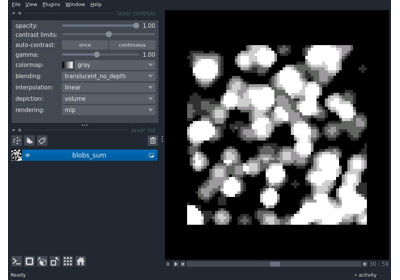 File View Plugins Window Help
layer controls
opacity: 1.00
contrast limits:
auto-contrast: once continuous
gamma: 1.00
colormap: gray
blending: translucent_no_depth
interpolation: linear
depiction: volume
rendering: mip
layer list
blobs_sum
30 59
Ready
activity